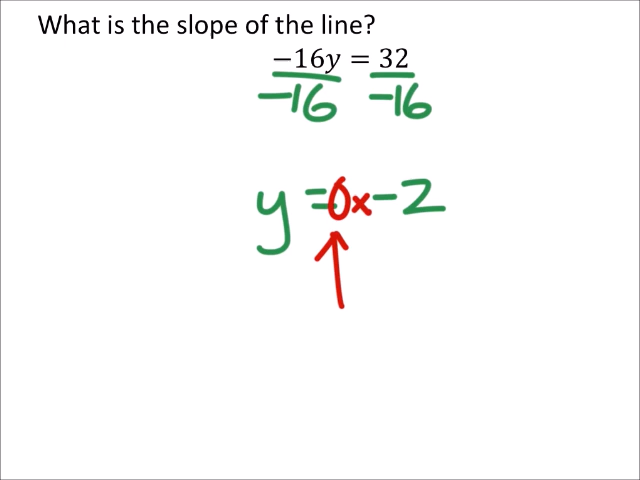 What is the slope of the line?
−16y = 32
−16 −16
y = 0x − 2